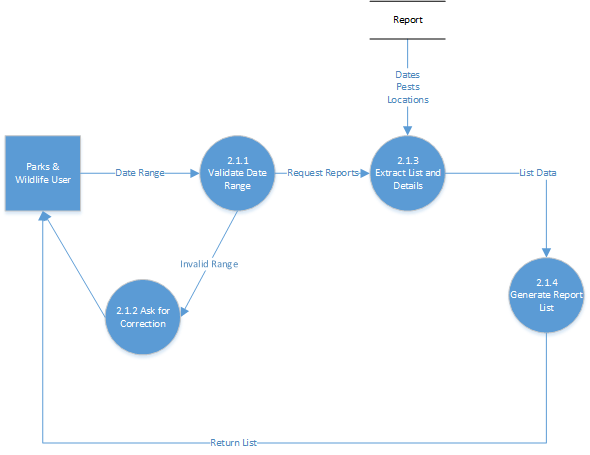 Report
Dates
Pests
Locations
Parks &
Wildlife User
Date Range
2.1.1
Validate Date
Range
Request Reports
2.1.3
Extract List and
Details
List Data
Invalid Range
2.1.2 Ask for
Correction
2.1.4
Generate Report
List
Return List